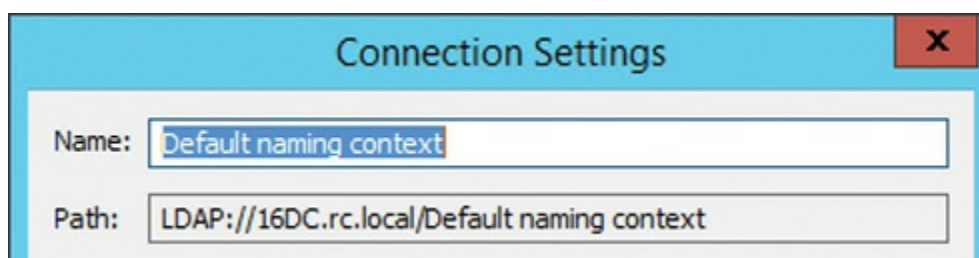 Connection Settings
x
Name: Default naming context
Path: LDAP://16DC.rc.local/Default naming context